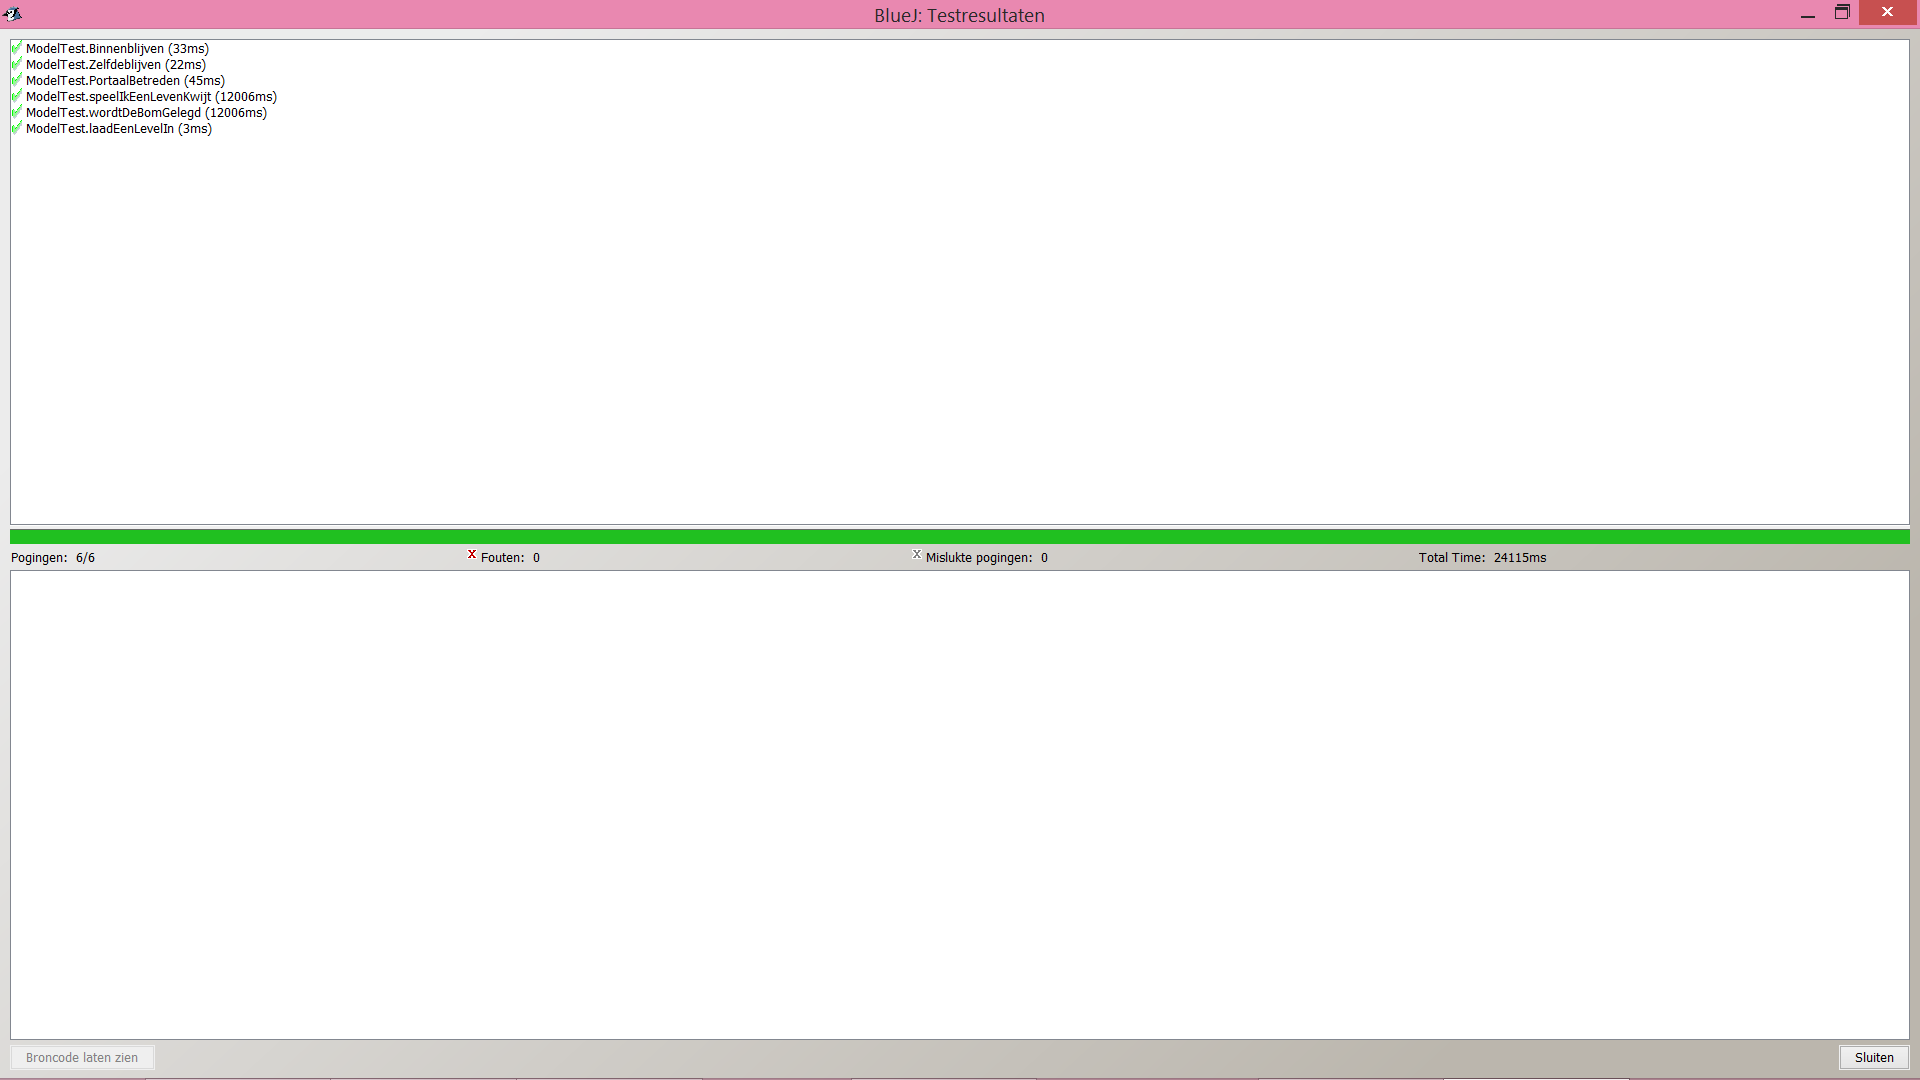 BlueJ: Testresultaten
ModelTest.Binnenblijven (33ms)
ModelTest.Zelfdeblijven (22ms)
ModelTest.PortaalBetreden (45ms)
ModelTest.speelIkEenLevenKwijt (12006ms)
ModelTest.wordtDeBomGelegd (12006ms)
ModelTest.laadEenLevelIn (3ms)
Pogingen: 6/6 X Fouten: 0 X Mislukte pogingen: 0 Total Time: 24115ms
Broncode laten zien Sluiten